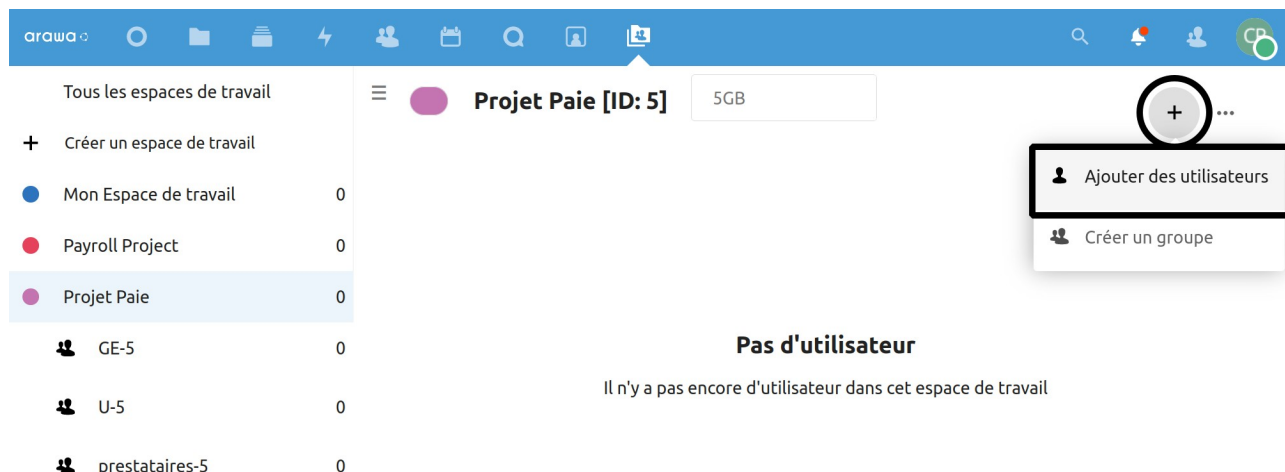 arawa
CP
Tous les espaces de travail
Projet Paie [ID: 5]
5GB
+ Créer un espace de travail
Ajouter des utilisateurs
Mon Espace de travail 0
Créer un groupe
Payroll Project 0
Projet Paie 0
GE-5 0
Pas d'utilisateur
Il n'y a pas encore d'utilisateur dans cet espace de travail
U-5 0
prestataires-5 0